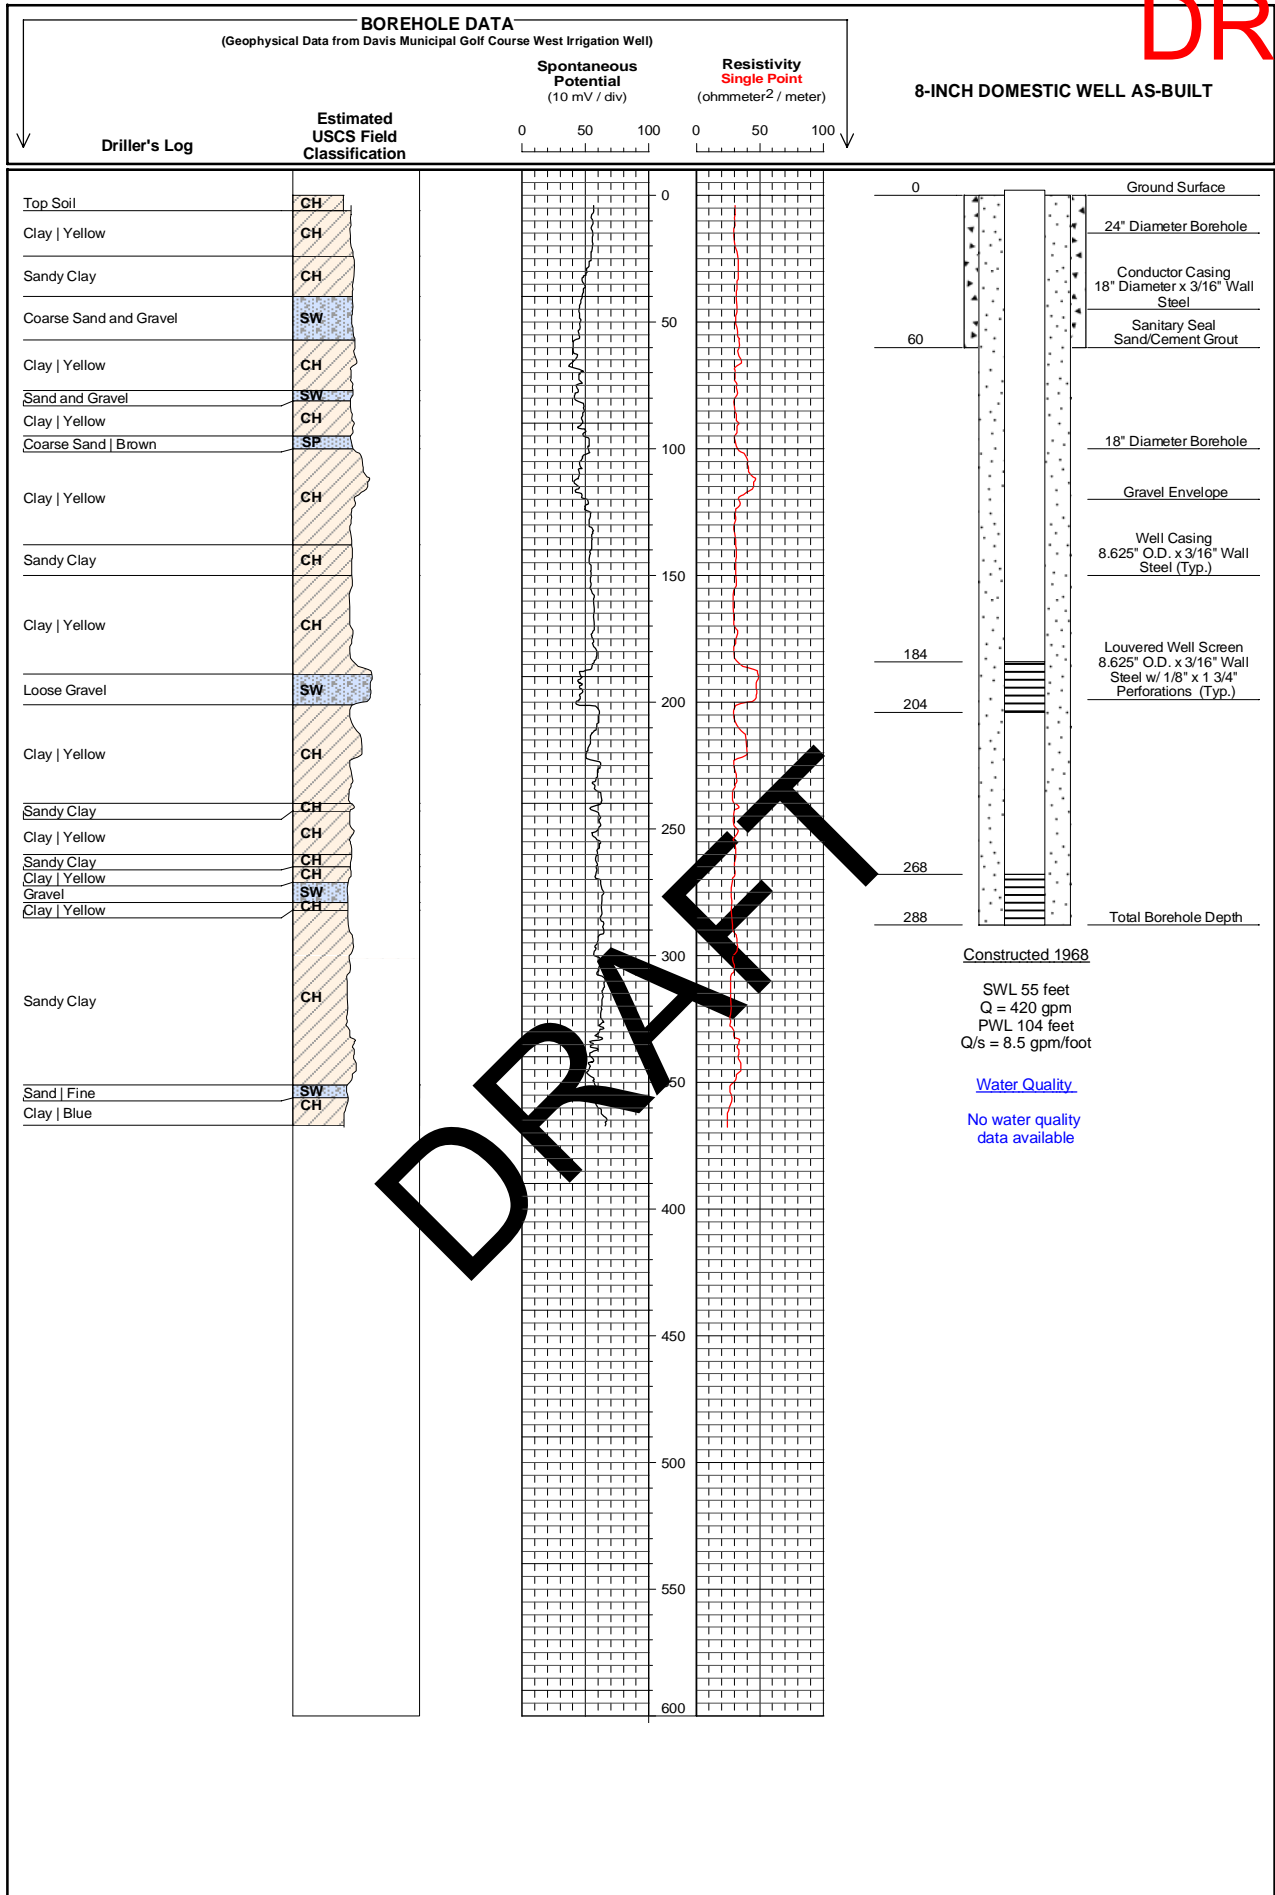 DR
BOREHOLE DATA
(Geophysical Data from Davis Municipal Golf Course West Irrigation Well)
Driller's Log
Estimated
USCS Field
Classification
Spontaneous
Potential
(10 mV / div)
0 50 100
Resistivity
Single Point
(ohmmeter2 / meter)
0 50 100
8-INCH DOMESTIC WELL AS-BUILT
Top Soil CH
Clay | Yellow CH
Sandy Clay CH
Coarse Sand and Gravel SW
Clay | Yellow CH
Sand and Gravel SW
Clay | Yellow CH
Coarse Sand | Brown SP
Clay | Yellow CH
Sandy Clay CH
Clay | Yellow CH
Loose Gravel SW
Clay | Yellow CH
Sandy Clay CH
Clay | Yellow CH
Sandy Clay CH
Clay | Yellow CH
Gravel SW
Clay | Yellow CH
Sandy Clay CH
Sand | Fine SW
Clay | Blue CH
0
50
100
150
200
250
300
350
400
450
500
550
600
DRAFT
0
60
184
204
268
288
Ground Surface
24" Diameter Borehole
Conductor Casing
18" Diameter x 3/16" Wall
Steel
Sanitary Seal
Sand/Cement Grout
18" Diameter Borehole
Gravel Envelope
Well Casing
8.625" O.D. x 3/16" Wall
Steel (Typ.)
Louvered Well Screen
8.625" O.D. x 3/16" Wall
Steel w/ 1/8" x 1 3/4"
Perforations (Typ.)
Total Borehole Depth
Constructed 1968
SWL 55 feet
Q = 420 gpm
PWL 104 feet
Q/s = 8.5 gpm/foot
Water Quality
No water quality
data available